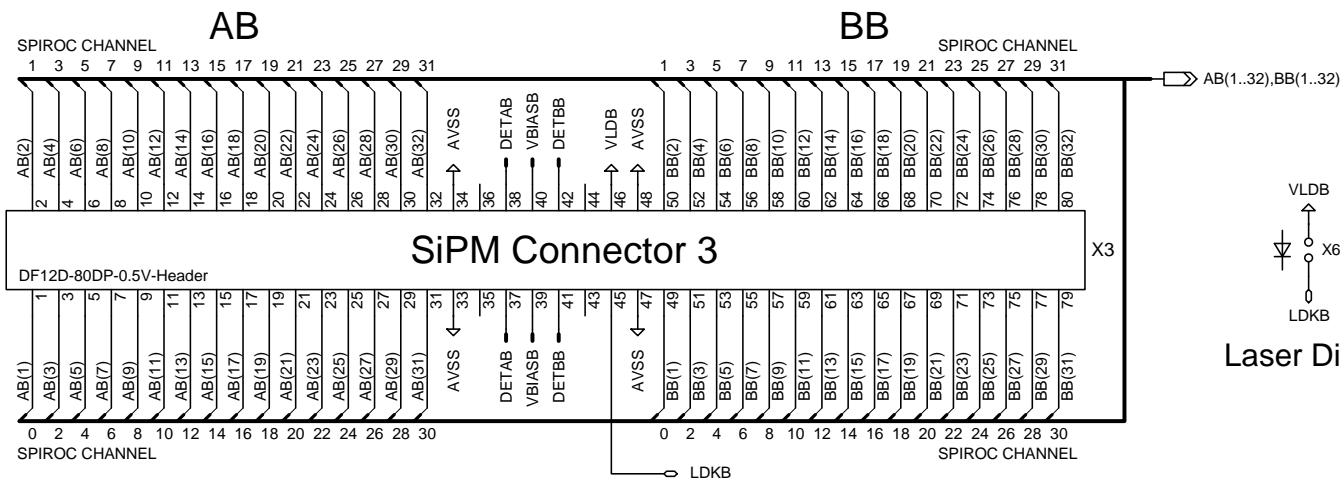 AB BB
SPIROC CHANNEL SPIROC CHANNEL
1 3 5 7 9 11 13 15 17 19 21 23 25 27 29 31 1 3 5 7 9 11 13 15 17 19 21 23 25 27 29 31
AB(1..32),BB(1..32)
AB(2) AB(4) AB(6) AB(8) AB(10) AB(12) AB(14) AB(16) AB(18) AB(20) AB(22) AB(24) AB(26) AB(28) AB(30) AB(32) AVSS DETAB VBIASB DETBB VLDB AVSS BB(2) BB(4) BB(6) BB(8) BB(10) BB(12) BB(14) BB(16) BB(18) BB(20) BB(22) BB(24) BB(26) BB(28) BB(30) BB(32)
2 4 6 8 10 12 14 16 18 20 22 24 26 28 30 32 34 36 38 40 42 44 46 48 50 52 54 56 58 60 62 64 66 68 70 72 74 76 78 80
SiPM Connector 3
X3
DF12D-80DP-0.5V-Header
1 3 5 7 9 11 13 15 17 19 21 23 25 27 29 31 33 35 37 39 41 43 45 47 49 51 53 55 57 59 61 63 65 67 69 71 73 75 77 79
AB(1) AB(3) AB(5) AB(7) AB(9) AB(11) AB(13) AB(15) AB(17) AB(19) AB(21) AB(23) AB(25) AB(27) AB(29) AB(31) AVSS DETAB VBIASB DETBB AVSS BB(1) BB(3) BB(5) BB(7) BB(9) BB(11) BB(13) BB(15) BB(17) BB(19) BB(21) BB(23) BB(25) BB(27) BB(29) BB(31)
0 2 4 6 8 10 12 14 16 18 20 22 24 26 28 30 0 2 4 6 8 10 12 14 16 18 20 22 24 26 28 30
SPIROC CHANNEL SPIROC CHANNEL
LDKB
VLDB
X6
LDKB
Laser Di